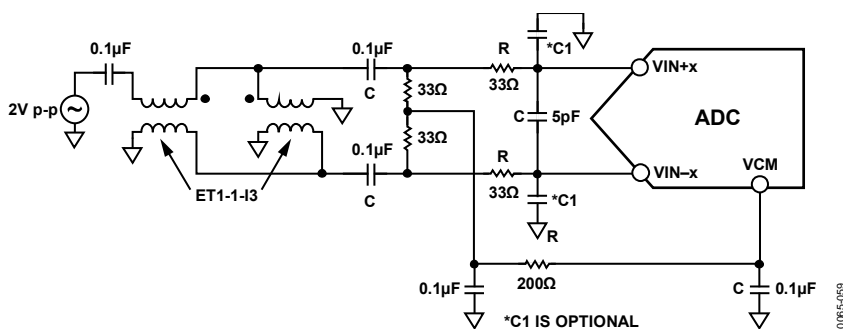 0.1µF
R
*C1
0.1µF
C
33Ω
33Ω
VIN+x
2V p-p
C
5pF
ADC
33Ω
0.1µF
R
VIN–x
VCM
ET1-1-I3
C
33Ω
*C1
R
0.1µF
200Ω
C
0.1µF
*C1 IS OPTIONAL